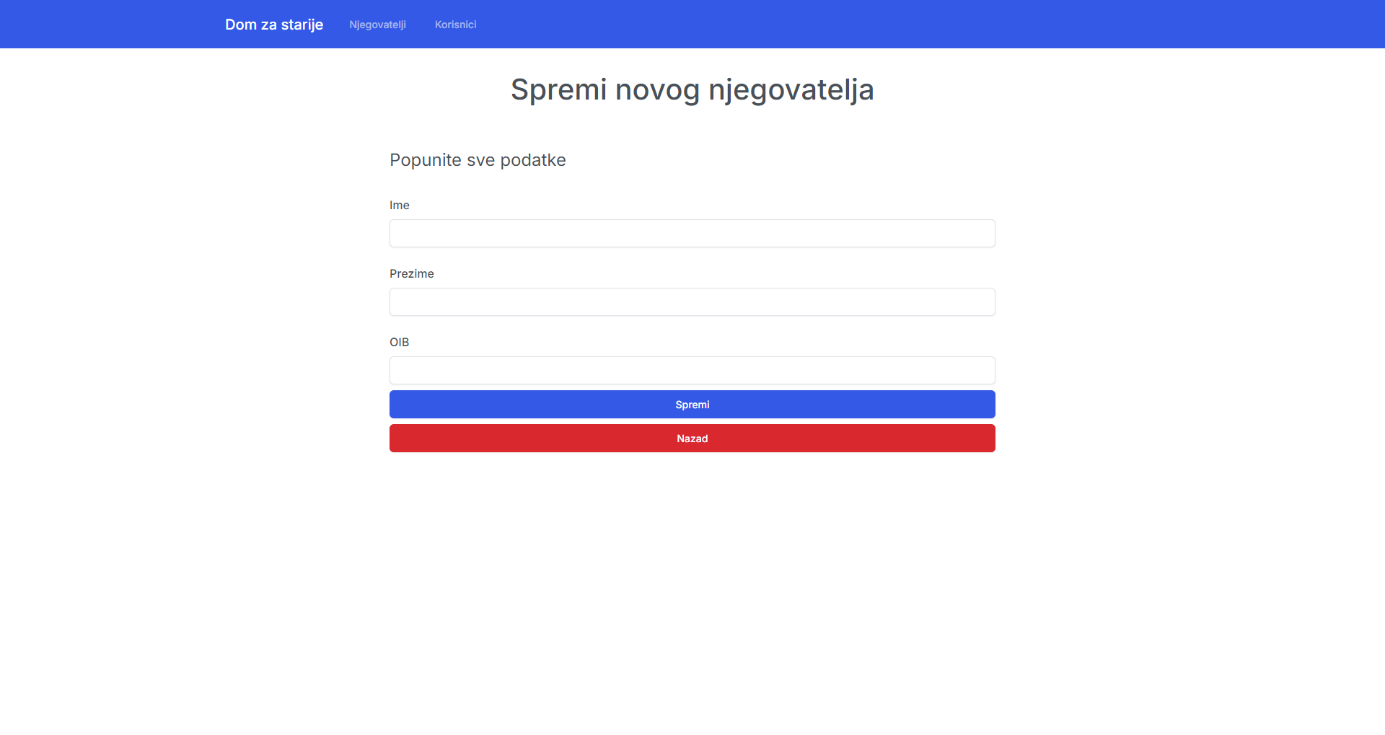 Dom za starije Njegovatelji Korisnici
Spremi novog njegovatelja
Popunite sve podatke
Ime
Prezime
OIB
Spremi
Nazad